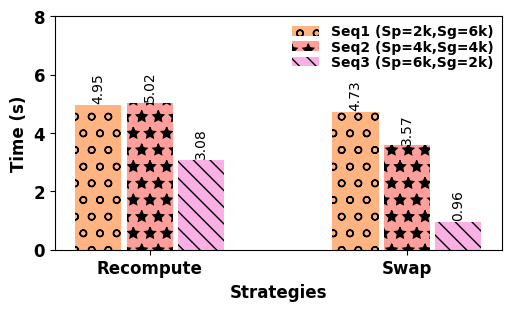 8
6
4
2
0
Time (s)
Seq1 (Sp=2k,Sg=6k)
Seq2 (Sp=4k,Sg=4k)
Seq3 (Sp=6k,Sg=2k)
4.95
5.02
3.08
4.73
3.57
0.96
Recompute
Swap
Strategies